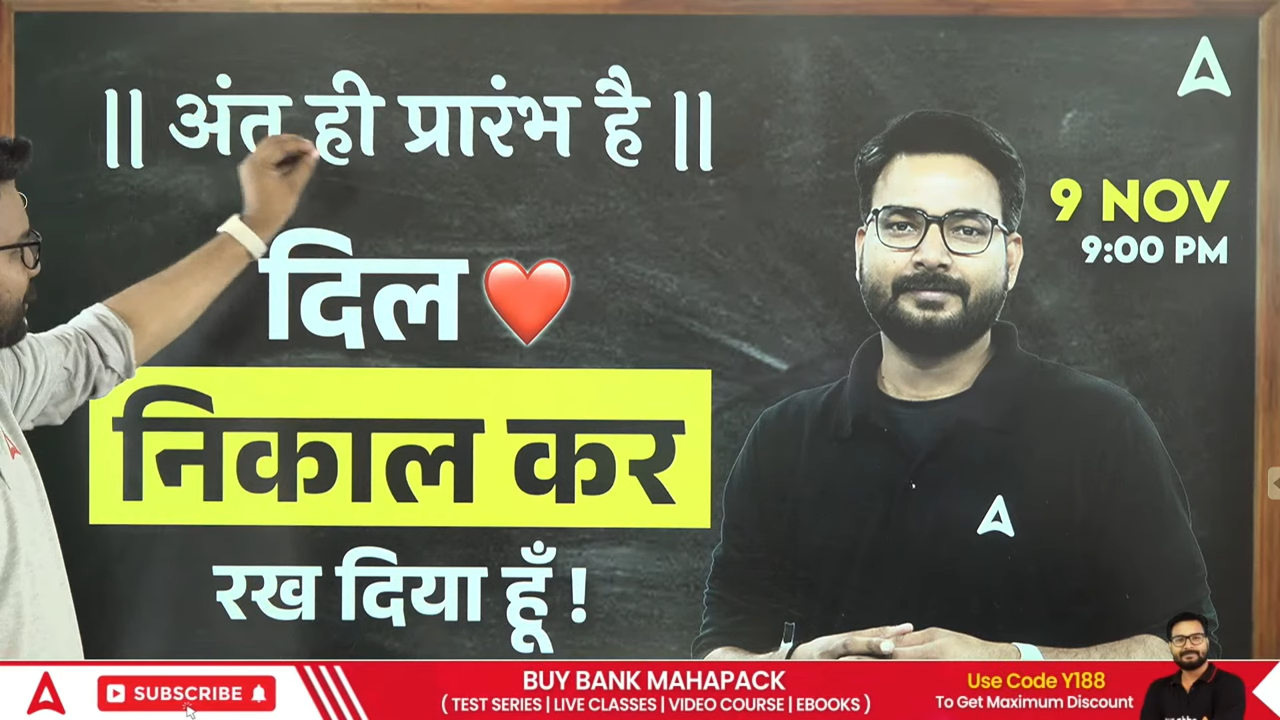 || अंत ही प्रारंभ है ||
9 NOV
9:00 PM
दिल
निकाल कर
रख दिया हूँ !
SUBSCRIBE
BUY BANK MAHAPACK
( TEST SERIES | LIVE CLASSES | VIDEO COURSE | EBOOKS )
Use Code Y188
To Get Maximum Discount